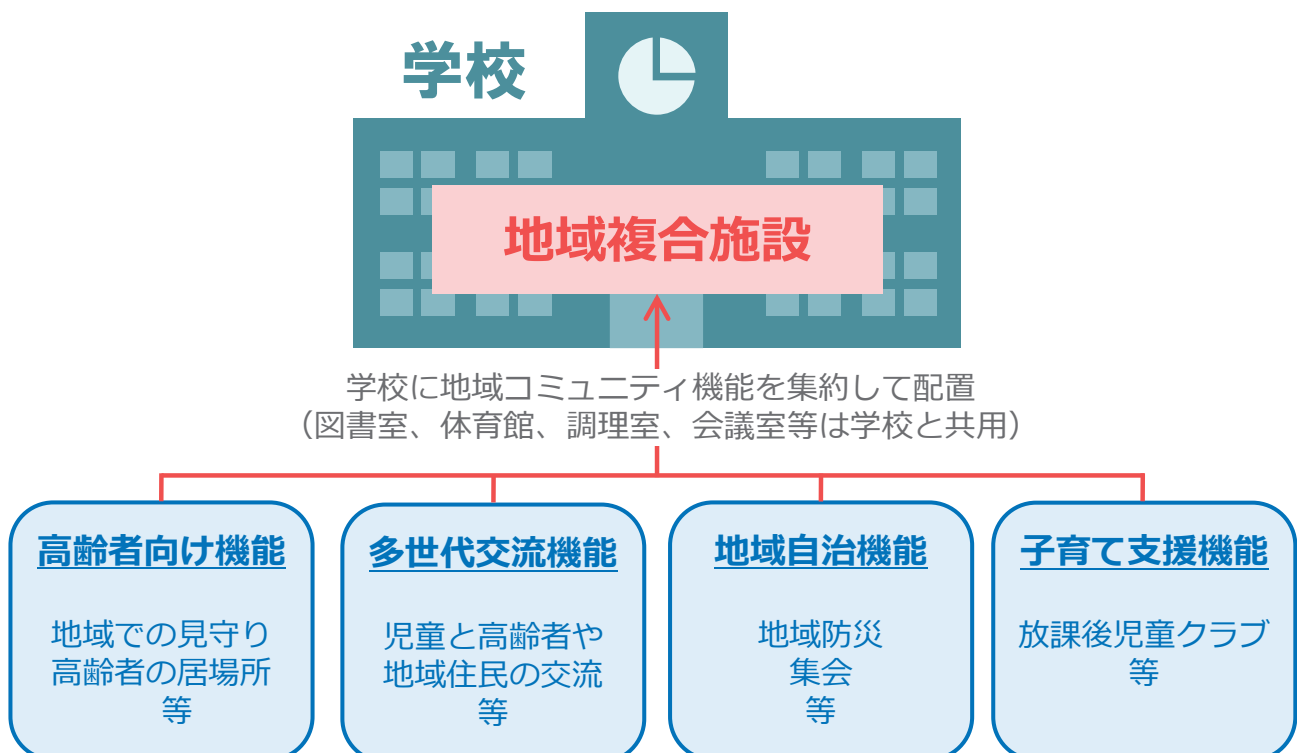 学校
地域複合施設
学校に地域コミュニティ機能を集約して配置
（図書室、体育館、調理室、会議室等は学校と共用）
高齢者向け機能
地域での見守り
高齢者の居場所
等
多世代交流機能
児童と高齢者や
地域住民の交流
等
地域自治機能
地域防災
集会
等
子育て支援機能
放課後児童クラブ
等